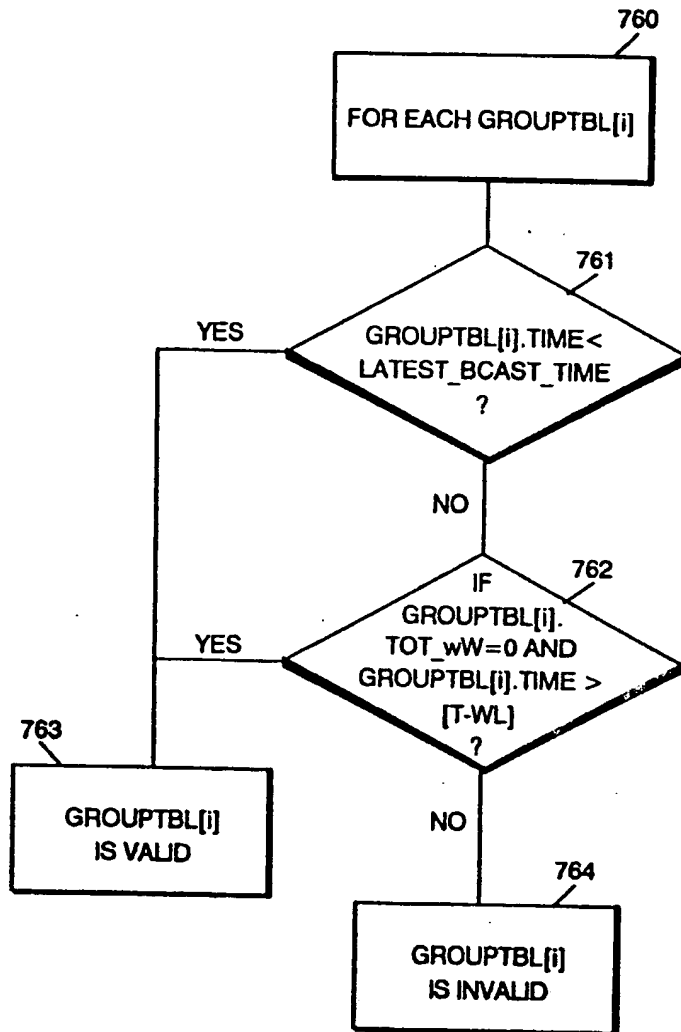 760
FOR EACH GROUPTBL[i]
761
YES
GROUPTBL[i].TIME<
LATEST_BCAST_TIME
?
NO
762
IF
GROUPTBL[i].
TOT_wW=0 AND
GROUPTBL[i].TIME >
[T-WL]
?
YES
763
GROUPTBL[i]
IS VALID
NO
764
GROUPTBL[i]
IS INVALID